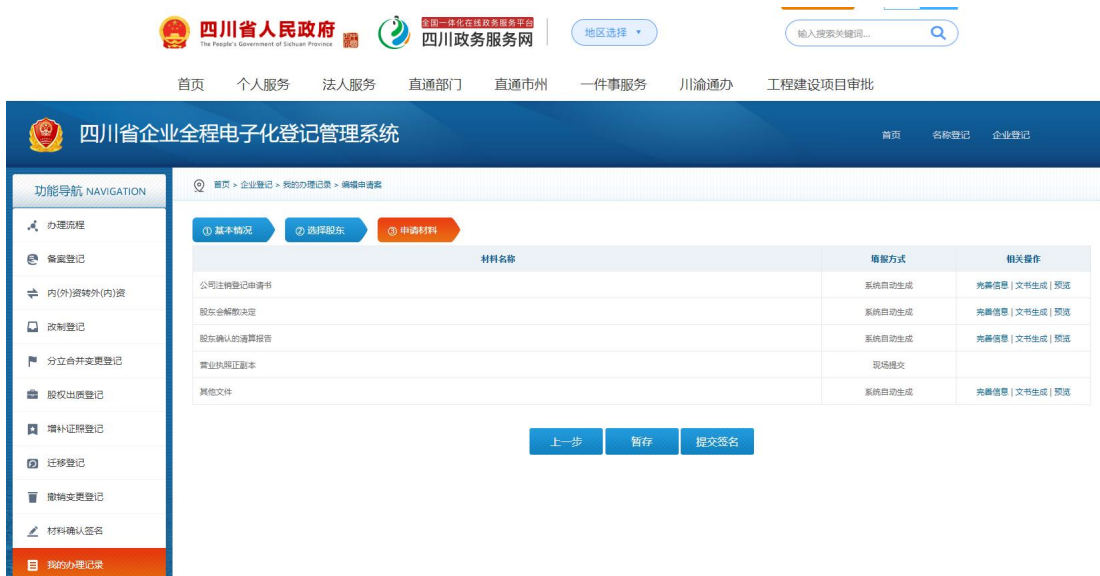 四川省人民政府
The People's Government of Sichuan Province
全国一体化在线政务服务平台
四川政务服务网
地区选择
输入搜索关键词...
首页 个人服务 法人服务 直通部门 直通市州 一件事服务 川渝通办 工程建设项目审批
四川省企业全程电子化登记管理系统
首页 名称登记 企业登记
功能导航 NAVIGATION
办理流程
备案登记
内(外)资转外(内)资
改制登记
分立合并变更登记
股权出质登记
增补证照登记
迁移登记
撤销变更登记
材料确认签名
我的办理记录
首页 > 企业登记 > 我的办理记录 > 编辑申请案
① 基本情况 ② 选择股东 ③ 申请材料
材料名称 填报方式 相关操作
公司注销登记申请书 系统自动生成 完善信息 | 文书生成 | 预览
股东会解散决定 系统自动生成 完善信息 | 文书生成 | 预览
股东确认的清算报告 系统自动生成 完善信息 | 文书生成 | 预览
营业执照正副本 现场提交
其他文件 系统自动生成 完善信息 | 文书生成 | 预览
上一步 暂存 提交签名